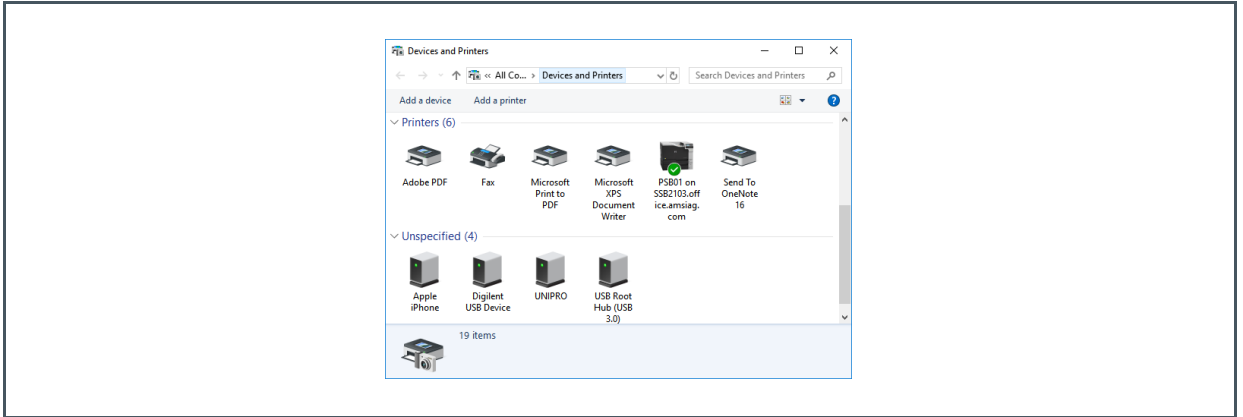 Devices and Printers
« All Co... › Devices and Printers
Search Devices and Printers
Add a device Add a printer
Printers (6)
Adobe PDF
Fax
Microsoft
Print to
PDF
Microsoft
XPS
Document
Writer
PSB01 on
SSB2103.off
ice.amsiag.
com
Send To
OneNote
16
Unspecified (4)
Apple
iPhone
Digilent
USB Device
UNIPRO
USB Root
Hub (USB
3.0)
19 items